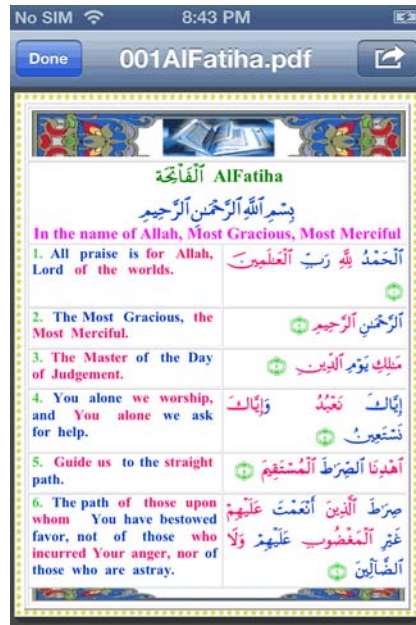 No SIM 8:43 PM
Done 001AlFatiha.pdf
ٱلْفَاتِحَة AlFatiha
بِسْمِ ٱللَّهِ ٱلرَّحْمَٰنِ ٱلرَّحِيمِ
In the name of Allah, Most Gracious, Most Merciful
1. All praise is for Allah,
Lord of the worlds.
ٱلْحَمْدُ لِلَّهِ رَبِّ ٱلْعَٰلَمِينَ
2. The Most Gracious, the
Most Merciful.
ٱلرَّحْمَٰنِ ٱلرَّحِيمِ
3. The Master of the Day
of Judgement.
مَٰلِكِ يَوْمِ ٱلدِّينِ
4. You alone we worship,
and You alone we ask
for help.
إِيَّاكَ نَعْبُدُ وَإِيَّاكَ
نَسْتَعِينُ
5. Guide us to the straight
path.
ٱهْدِنَا ٱلصِّرَٰطَ ٱلْمُسْتَقِيمَ
6. The path of those upon
whom You have bestowed
favor, not of those who
incurred Your anger, nor of
those who are astray.
صِرَٰطَ ٱلَّذِينَ أَنْعَمْتَ عَلَيْهِمْ
غَيْرِ ٱلْمَغْضُوبِ عَلَيْهِمْ وَلَا
ٱلضَّآلِّينَ